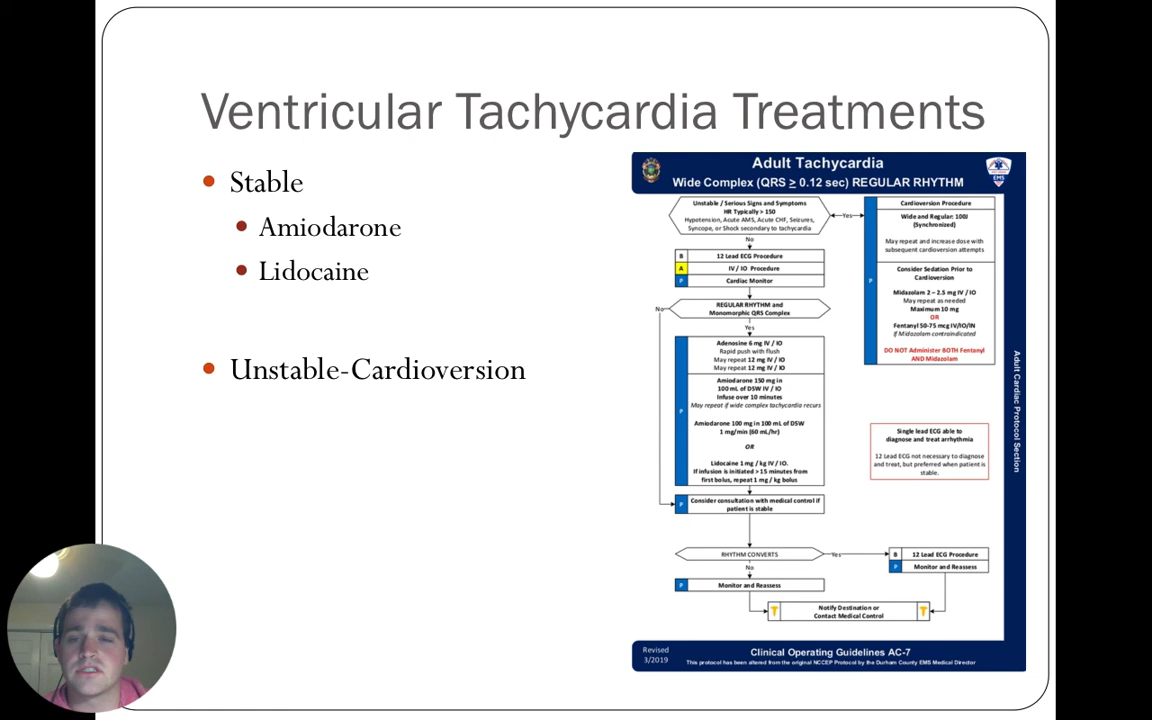 Ventricular Tachycardia Treatments
Stable
Amiodarone
Lidocaine
Unstable-Cardioversion
Adult Tachycardia
Wide Complex (QRS ≥ 0.12 sec) REGULAR RHYTHM
EMS
Unstable / Serious Signs and Symptoms
HR Typically > 150
Hypotension, Acute AMS, Acute CHF, Seizures,
Syncope, or Shock secondary to tachycardia
Yes
Cardioversion Procedure
Wide and Regular: 100J
(Synchronized)
May repeat and increase dose with
subsequent cardioversion attempts
P
Consider Sedation Prior to
Cardioversion
Midazolam 2 – 2.5 mg IV / IO
May repeat as needed
Maximum 10 mg
OR
Fentanyl 50-75 mcg IV/IO/IN
If Midazolam contraindicated
DO NOT Administer BOTH Fentanyl
AND Midazolam
No
B 12 Lead ECG Procedure
A IV / IO Procedure
P Cardiac Monitor
No
REGULAR RHYTHM and
Monomorphic QRS Complex
Yes
Adenosine 6 mg IV / IO
Rapid push with flush
May repeat 12 mg IV / IO
May repeat 12 mg IV / IO
Amiodarone 150 mg in
100 mL of D5W IV / IO
Infuse over 10 minutes
May repeat if wide complex tachycardia recurs
P
Amiodarone 100 mg in 100 mL of D5W
1 mg/min (60 mL/hr)
OR
Lidocaine 1 mg / kg IV / IO.
If infusion is initiated > 15 minutes from
first bolus, repeat 1 mg / kg bolus
Single lead ECG able to
diagnose and treat arrhythmia
12 Lead ECG not necessary to diagnose
and treat, but preferred when patient is
stable.
P Consider consultation with medical control if
patient is stable
RHYTHM CONVERTS
Yes
B 12 Lead ECG Procedure
P Monitor and Reassess
No
P Monitor and Reassess
Notify Destination or
Contact Medical Control
Adult Cardiac Protocol Section
Revised
3/2019
Clinical Operating Guidelines AC-7
This protocol has been altered from the original NCCEP Protocol by the Durham County EMS Medical Director